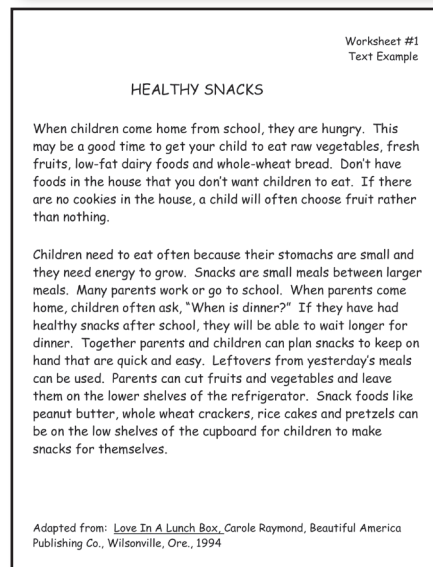 Worksheet #1
Text Example
HEALTHY SNACKS
When children come home from school, they are hungry. This
may be a good time to get your child to eat raw vegetables, fresh
fruits, low-fat dairy foods and whole-wheat bread. Don't have
foods in the house that you don't want children to eat. If there
are no cookies in the house, a child will often choose fruit rather
than nothing.
Children need to eat often because their stomachs are small and
they need energy to grow. Snacks are small meals between larger
meals. Many parents work or go to school. When parents come
home, children often ask, "When is dinner?" If they have had
healthy snacks after school, they will be able to wait longer for
dinner. Together parents and children can plan snacks to keep on
hand that are quick and easy. Leftovers from yesterday's meals
can be used. Parents can cut fruits and vegetables and leave
them on the lower shelves of the refrigerator. Snack foods like
peanut butter, whole wheat crackers, rice cakes and pretzels can
be on the low shelves of the cupboard for children to make
snacks for themselves.
Adapted from: Love In A Lunch Box, Carole Raymond, Beautiful America
Publishing Co., Wilsonville, Ore., 1994